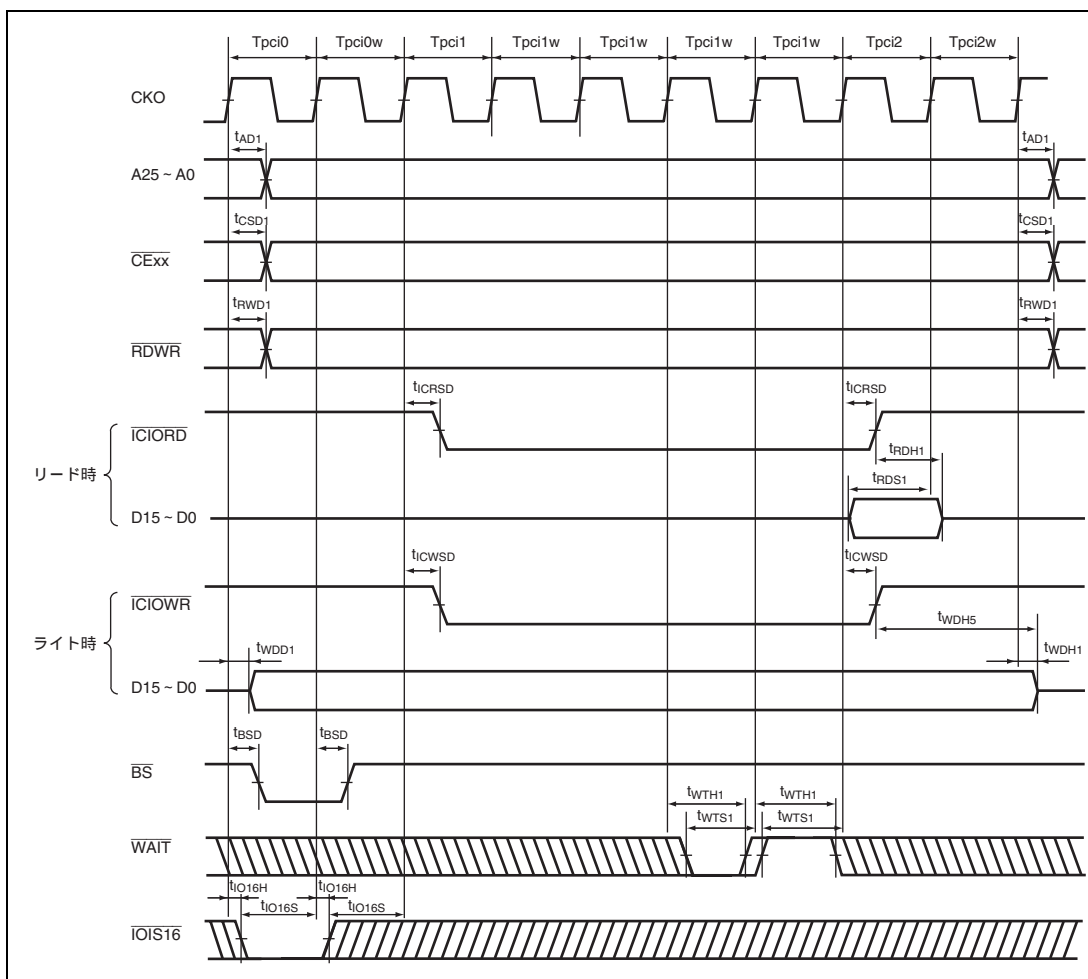 Tpci0 Tpci0w Tpci1 Tpci1w Tpci1w Tpci1w Tpci1w Tpci2 Tpci2w
CKO
tAD1 tAD1
A25 ~ A0
tCSD1 tCSD1
CExx
tRWD1 tRWD1
RDWR
tICRSD tICRSD
ICIORD
tRDH1
リード時
tRDS1
D15 ~ D0
tICWSD tICWSD
ICIOWR
tWDH5
ライト時
tWDD1 tWDH1
D15 ~ D0
tBSD tBSD
BS
tWTH1 tWTH1
tWTS1 tWTS1
WAIT
tIO16H tIO16H
tIO16S tIO16S
IOIS16